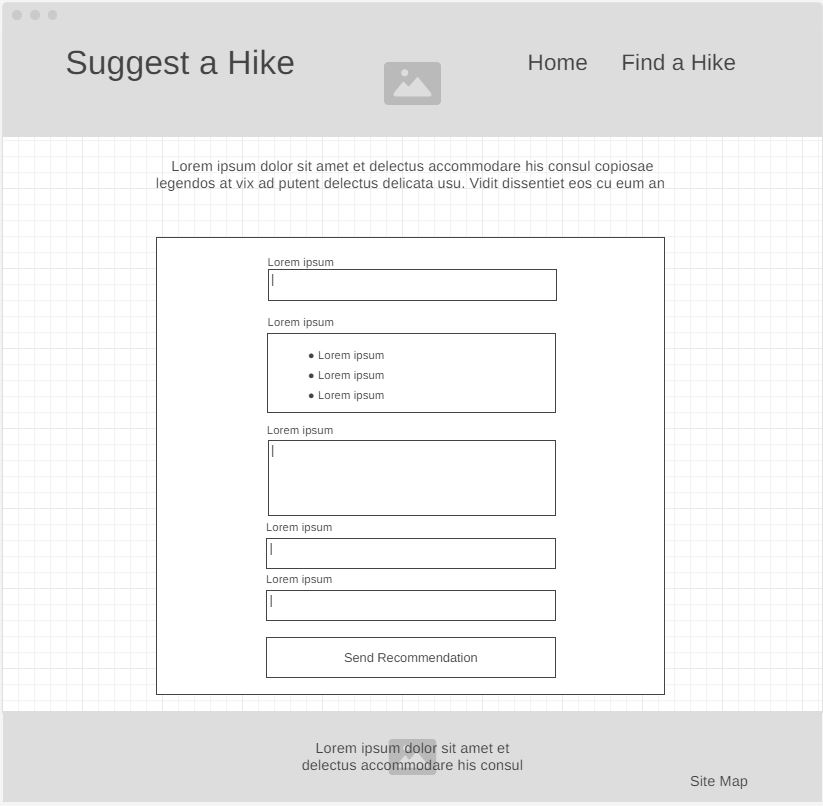 Suggest a Hike
Home
Find a Hike
Lorem ipsum dolor sit amet et delectus accommodare his consul copiosae
legendos at vix ad putent delectus delicata usu. Vidit dissentiet eos cu eum an
Lorem ipsum
Lorem ipsum
● Lorem ipsum
● Lorem ipsum
● Lorem ipsum
Lorem ipsum
Lorem ipsum
Lorem ipsum
Send Recommendation
Lorem ipsum dolor sit amet et
delectus accommodare his consul
Site Map